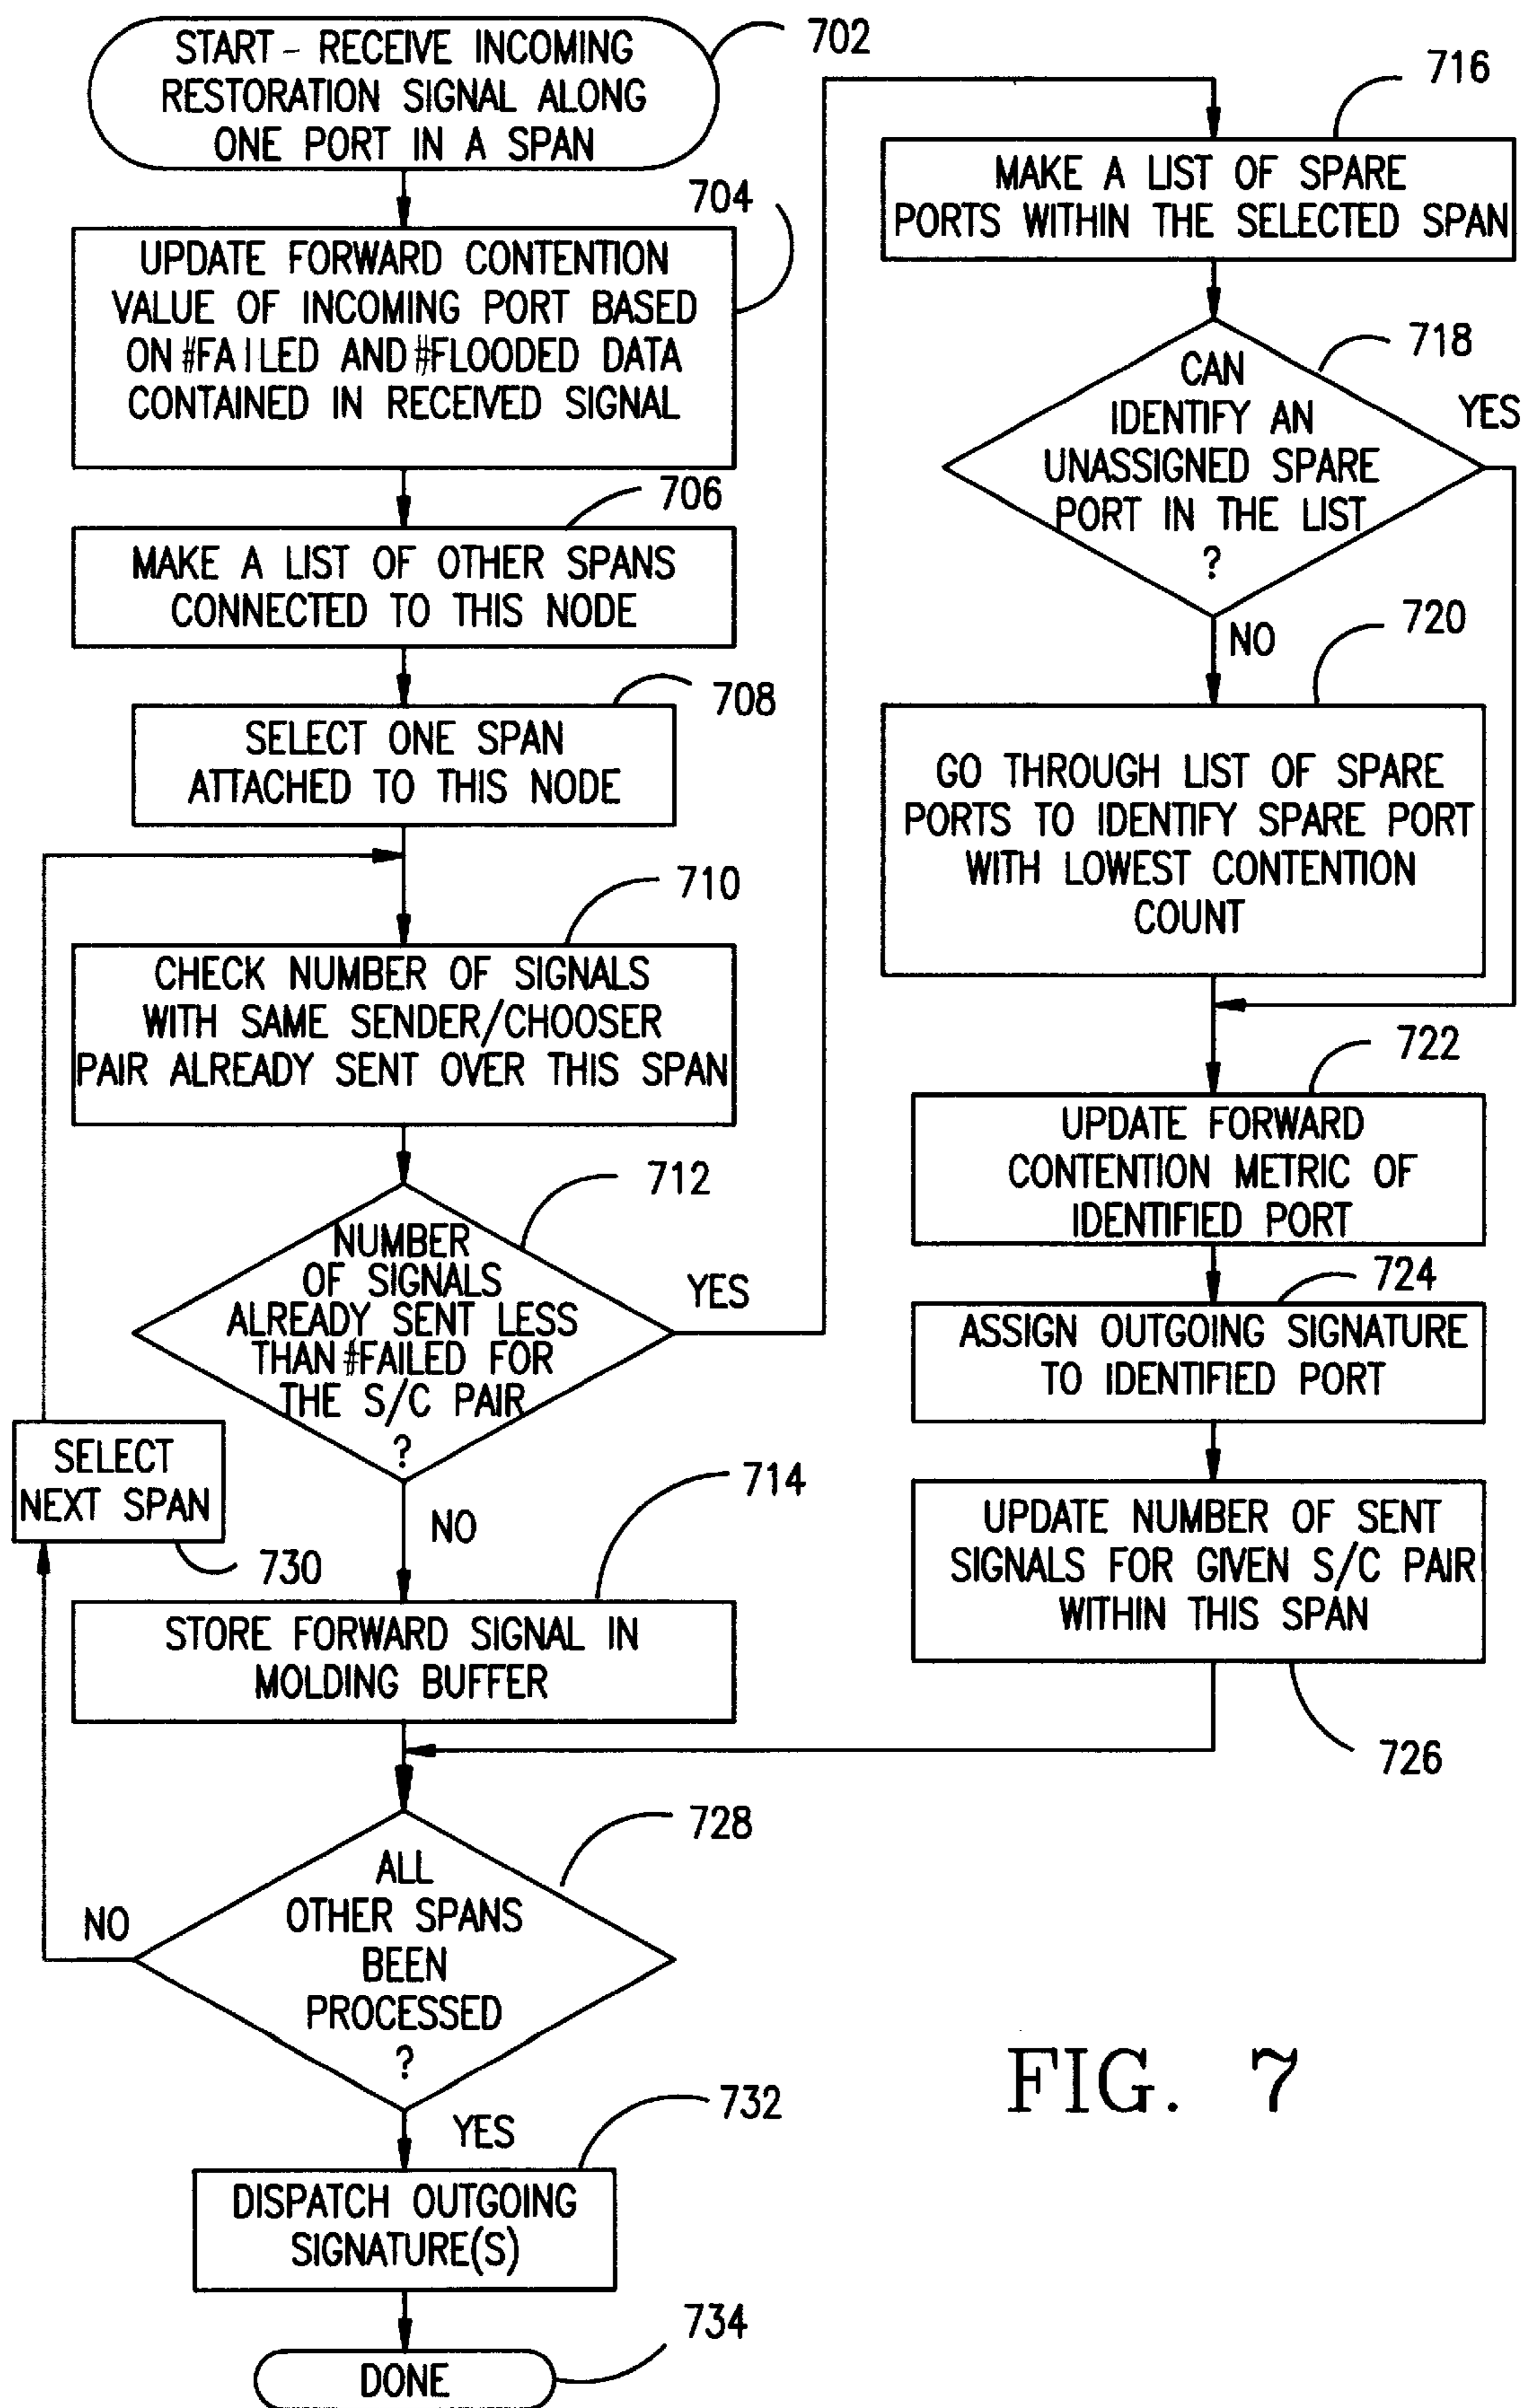 START - RECEIVE INCOMING
RESTORATION SIGNAL ALONG
ONE PORT IN A SPAN
702
704
UPDATE FORWARD CONTENTION
VALUE OF INCOMING PORT BASED
ON #FAILED AND #FLOODED DATA
CONTAINED IN RECEIVED SIGNAL
706
MAKE A LIST OF OTHER SPANS
CONNECTED TO THIS NODE
708
SELECT ONE SPAN
ATTACHED TO THIS NODE
710
CHECK NUMBER OF SIGNALS
WITH SAME SENDER/CHOOSER
PAIR ALREADY SENT OVER THIS SPAN
712
NUMBER
OF SIGNALS
ALREADY SENT LESS
THAN #FAILED FOR
THE S/C PAIR
?
YES
NO
714
STORE FORWARD SIGNAL IN
MOLDING BUFFER
716
MAKE A LIST OF SPARE
PORTS WITHIN THE SELECTED SPAN
718
CAN
IDENTIFY AN
UNASSIGNED SPARE
PORT IN THE LIST
?
YES
NO
720
GO THROUGH LIST OF SPARE
PORTS TO IDENTIFY SPARE PORT
WITH LOWEST CONTENTION
COUNT
722
UPDATE FORWARD
CONTENTION METRIC OF
IDENTIFIED PORT
724
ASSIGN OUTGOING SIGNATURE
TO IDENTIFIED PORT
UPDATE NUMBER OF SENT
SIGNALS FOR GIVEN S/C PAIR
WITHIN THIS SPAN
726
728
ALL
OTHER SPANS
BEEN
PROCESSED
?
NO
SELECT
NEXT SPAN
730
YES
732
DISPATCH OUTGOING
SIGNATURE(S)
734
DONE
FIG. 7